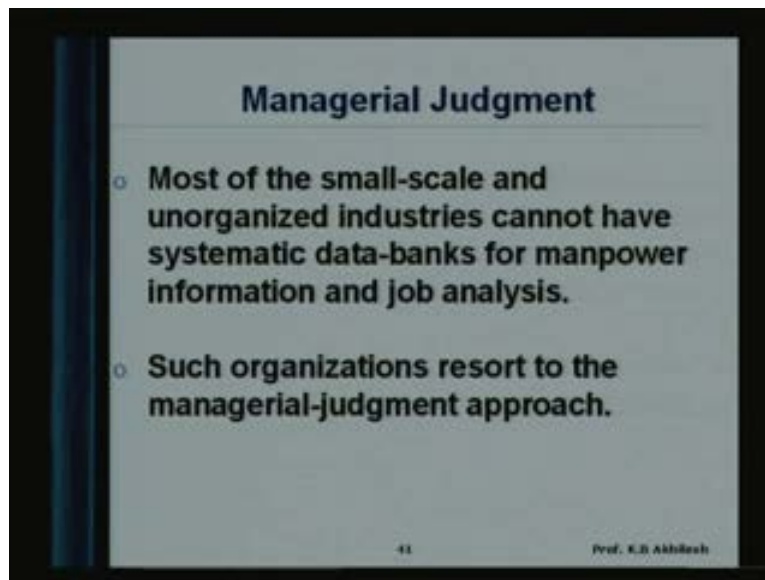 Managerial Judgment
o Most of the small-scale and
unorganized industries cannot have
systematic data-banks for manpower
information and job analysis.
o Such organizations resort to the
managerial-judgment approach.
41
Prof. K.B Akhilesh